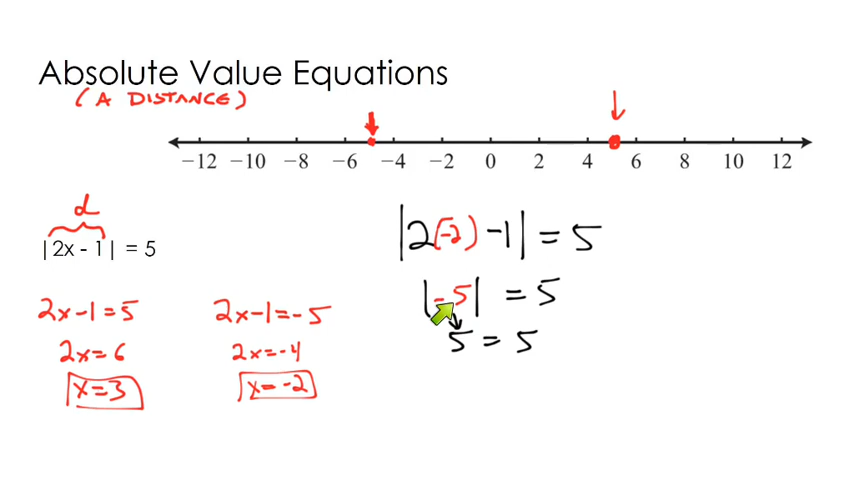 Absolute Value Equations
(A DISTANCE)
−12 −10 −8 −6 −4 −2 0 2 4 6 8 10 12
d
|2x - 1| = 5
|2(-2) -1| = 5
|-5| = 5
5 = 5
2x-1=5
2x=6
x=3
2x-1=-5
2x=-4
x=-2